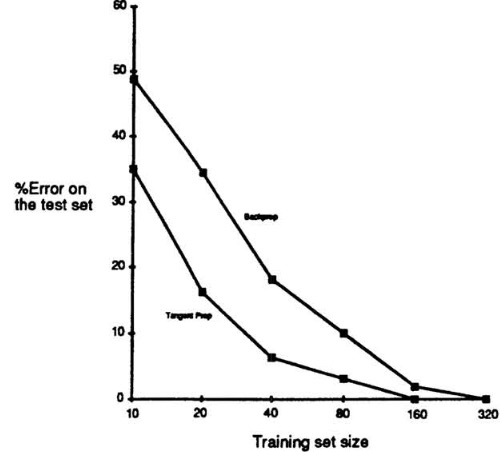 60
50
40
%Error on
the test set
30
Backprop
20
Tangent Prop
10
0
10 20 40 80 160 320
Training set size